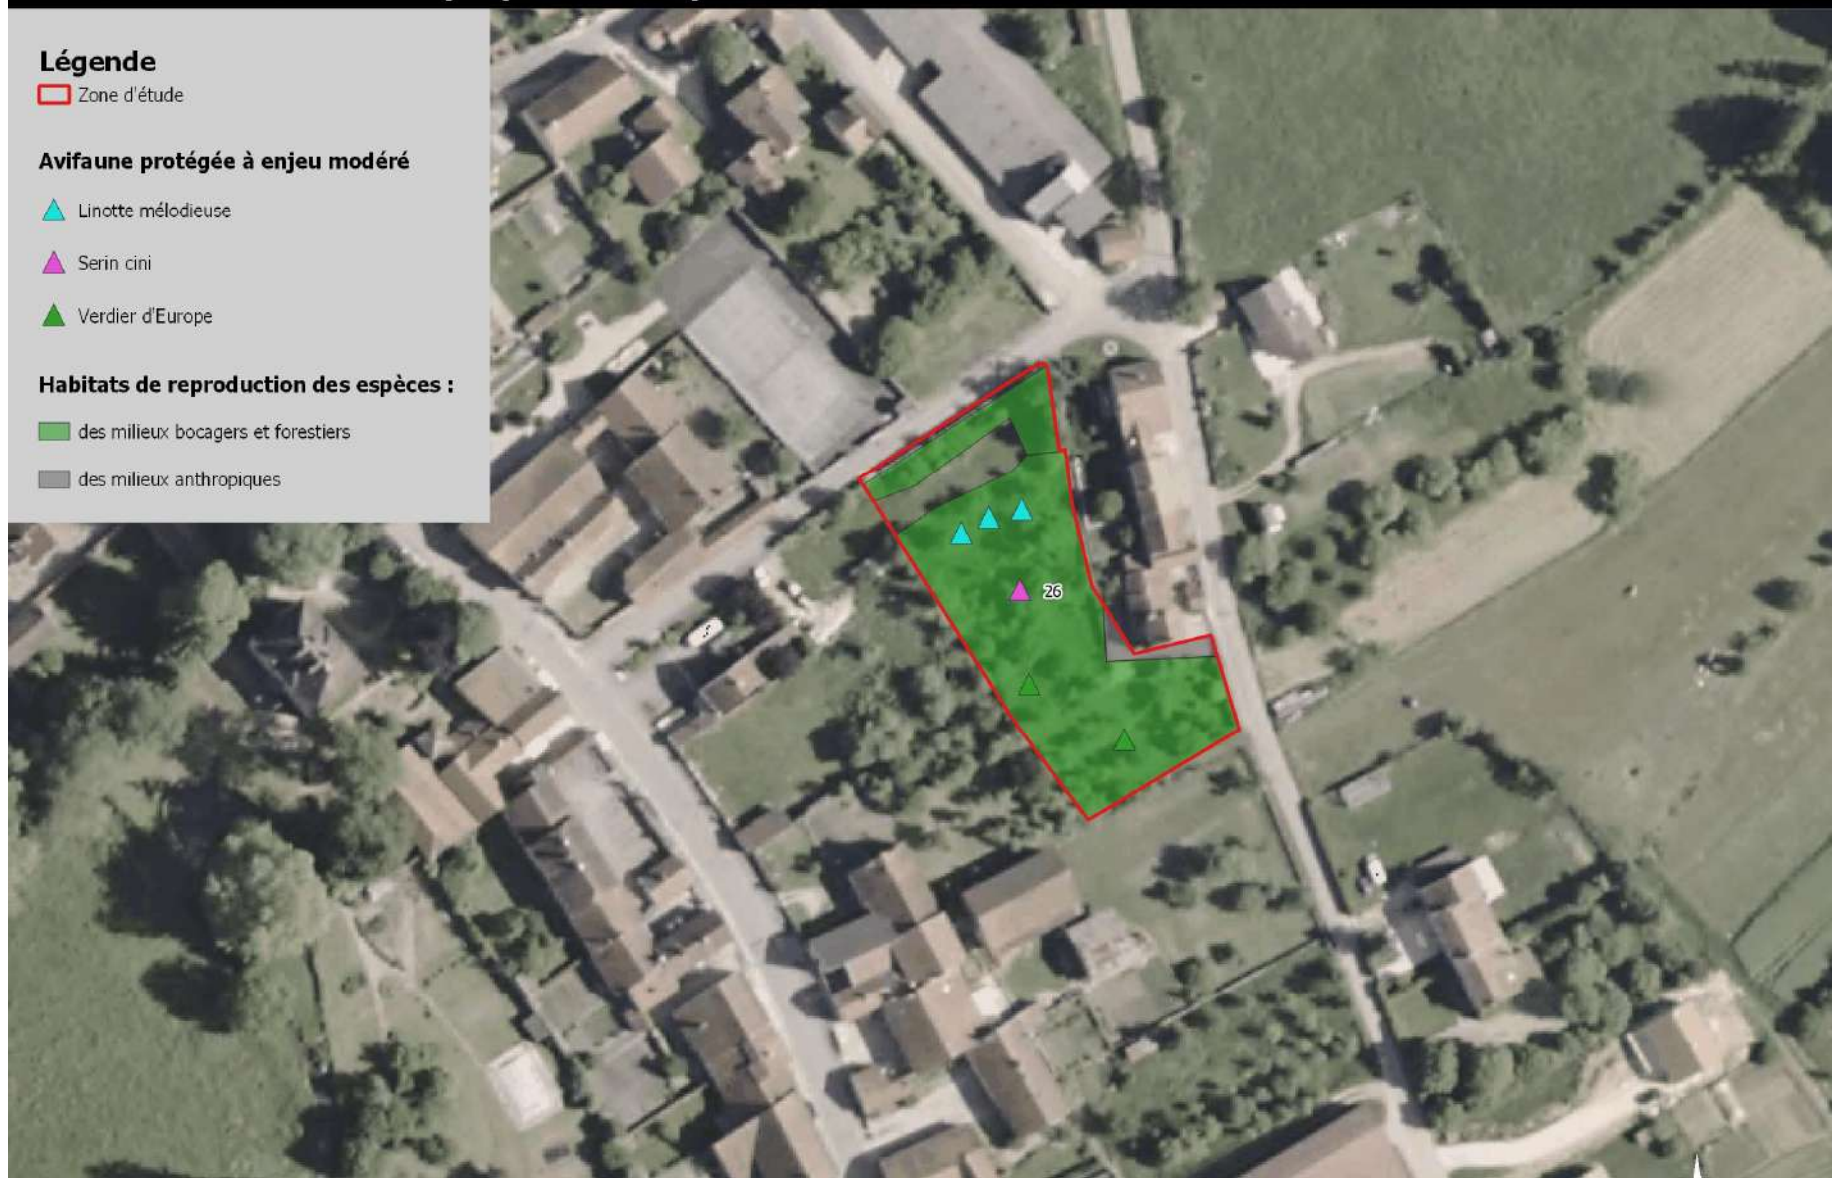 Légende
Zone d'étude
Avifaune protégée à enjeu modéré
Linotte mélodieuse
Serin cini
Verdier d'Europe
Habitats de reproduction des espèces :
des milieux bocagers et forestiers
des milieux anthropiques
26